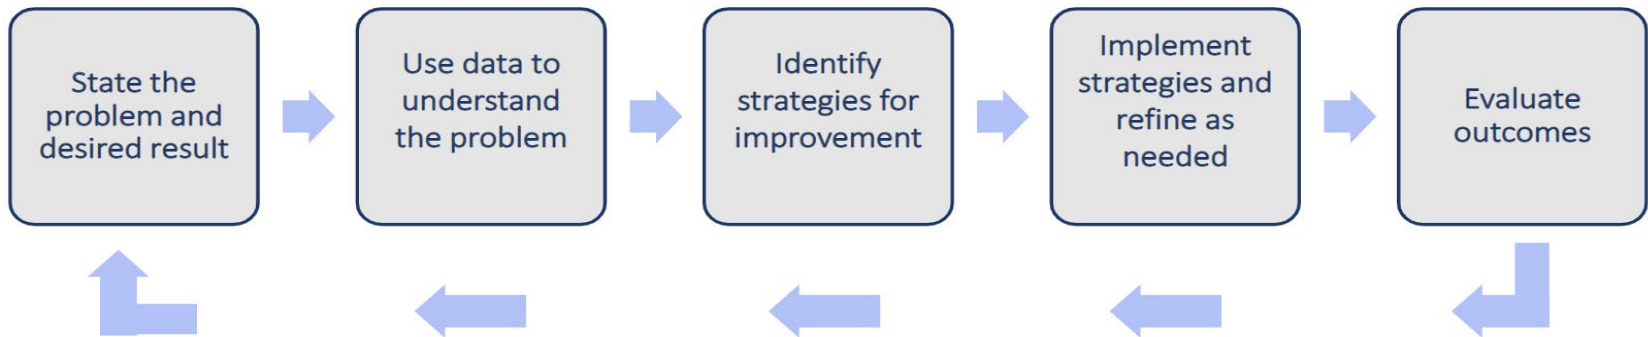 State the
problem and
desired result
Use data to
understand
the problem
Identify
strategies for
improvement
Implement
strategies and
refine as
needed
Evaluate
outcomes